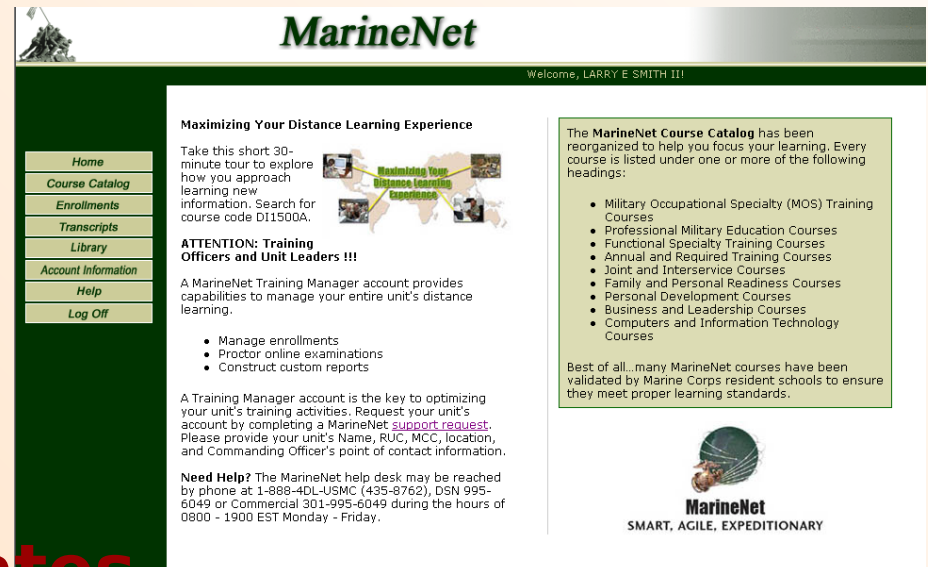 MarineNet
Welcome, LARRY E SMITH II!
Home
Course Catalog
Enrollments
Transcripts
Library
Account Information
Help
Log Off
Maximizing Your Distance Learning Experience
Take this short 30-
minute tour to explore
how you approach
learning new
information. Search for
course code DI1500A.
Maximizing Your
Distance Learning
Experience
ATTENTION: Training
Officers and Unit Leaders !!!
A MarineNet Training Manager account provides
capabilities to manage your entire unit's distance
learning.
• Manage enrollments
• Proctor online examinations
• Construct custom reports
A Training Manager account is the key to optimizing
your unit's training activities. Request your unit's
account by completing a MarineNet support request.
Please provide your unit's Name, RUC, MCC, location,
and Commanding Officer's point of contact information.
Need Help? The MarineNet help desk may be reached
by phone at 1-888-4DL-USMC (435-8762), DSN 995-
6049 or Commercial 301-995-6049 during the hours of
0800 - 1900 EST Monday - Friday.
The MarineNet Course Catalog has been
reorganized to help you focus your learning. Every
course is listed under one or more of the following
headings:
• Military Occupational Specialty (MOS) Training
Courses
• Professional Military Education Courses
• Functional Specialty Training Courses
• Annual and Required Training Courses
• Joint and Interservice Courses
• Family and Personal Readiness Courses
• Personal Development Courses
• Business and Leadership Courses
• Computers and Information Technology
Courses
Best of all...many MarineNet courses have been
validated by Marine Corps resident schools to ensure
they meet proper learning standards.
MarineNet
SMART, AGILE, EXPEDITIONARY